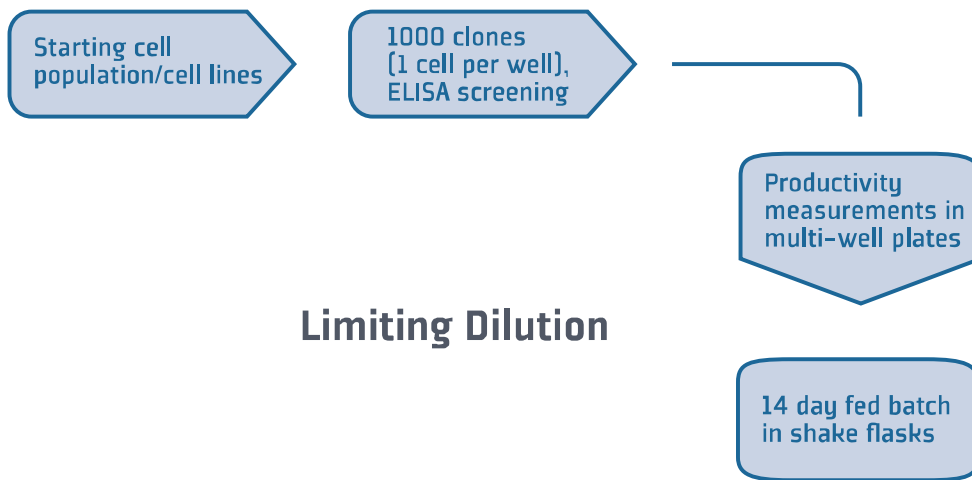 Starting cell
population/cell lines
1000 clones
(1 cell per well),
ELISA screening
Productivity
measurements in
multi-well plates
Limiting Dilution
14 day fed batch
in shake flasks